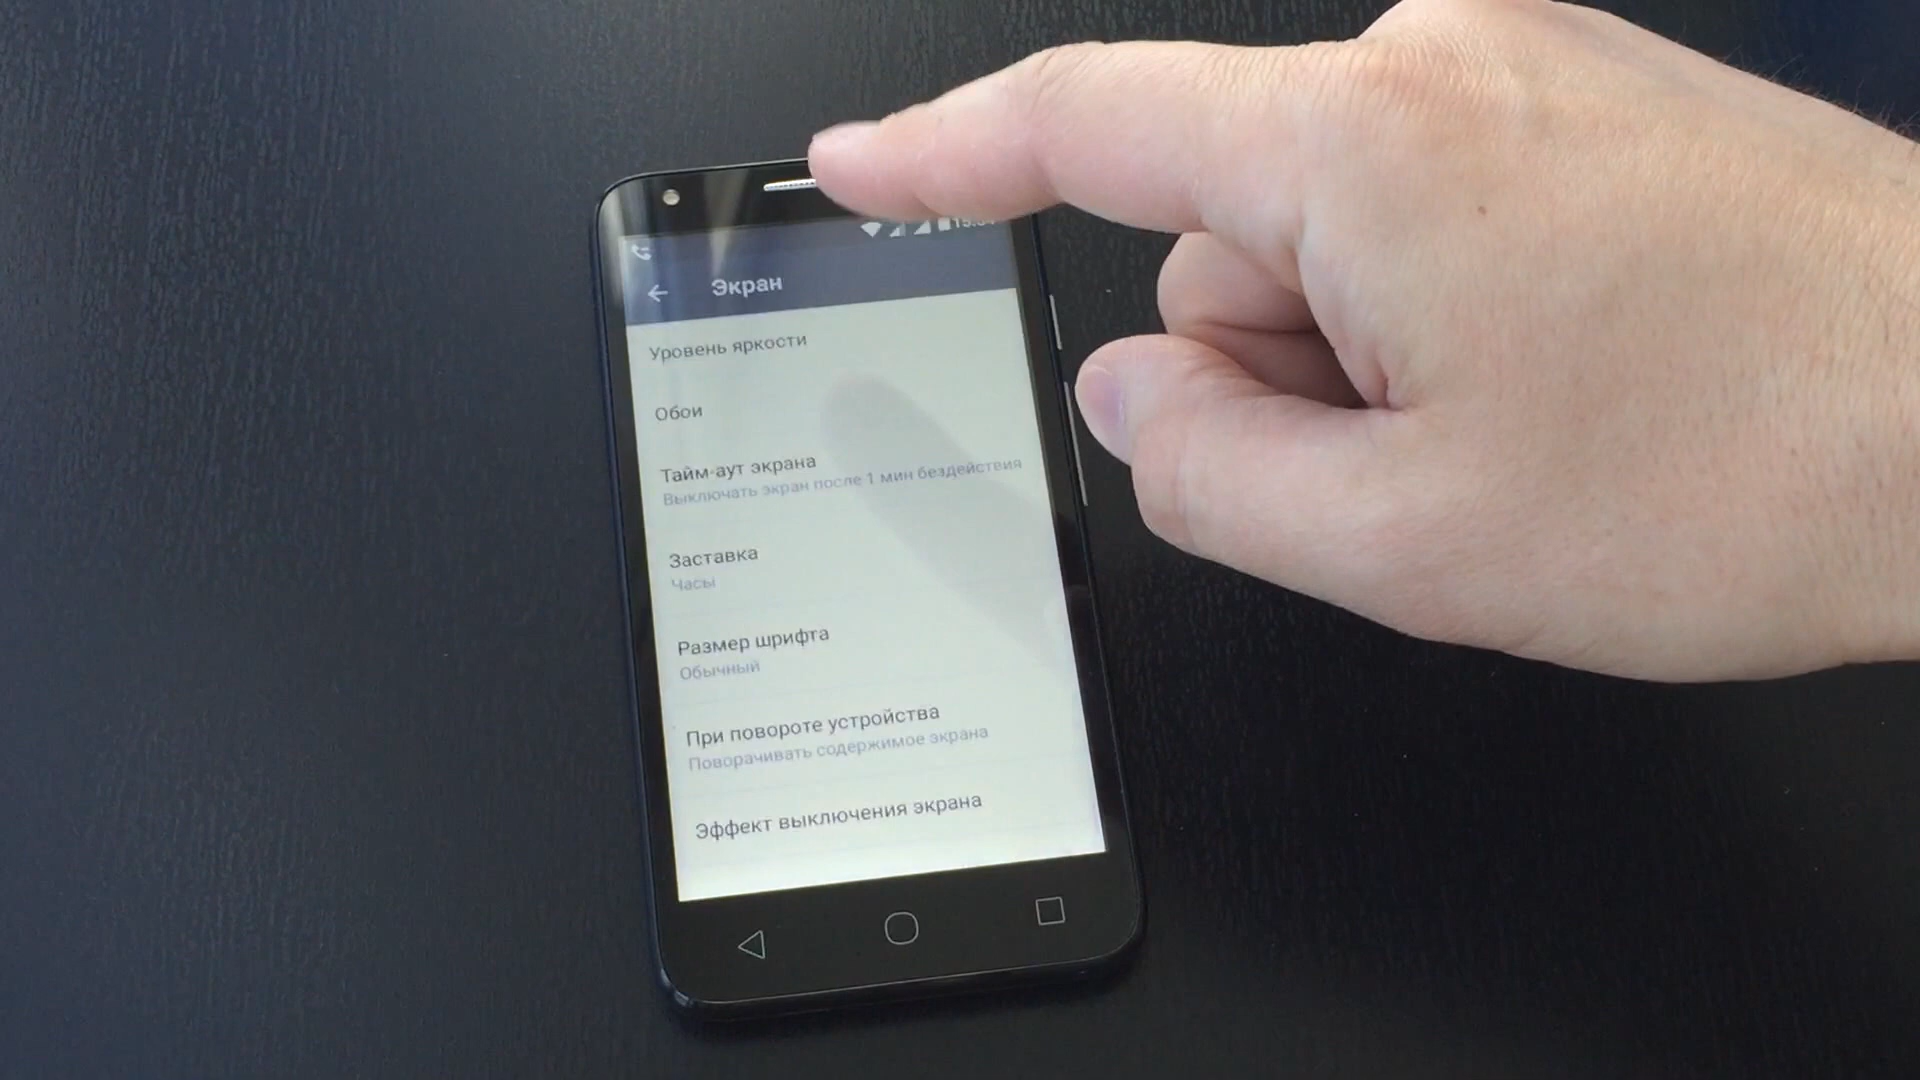 Экран
Уровень яркости
Обои
Тайм-аут экрана
Выключать экран после 1 мин бездействия
Заставка
Часы
Размер шрифта
Обычный
При повороте устройства
Поворачивать содержимое экрана
Эффект выключения экрана